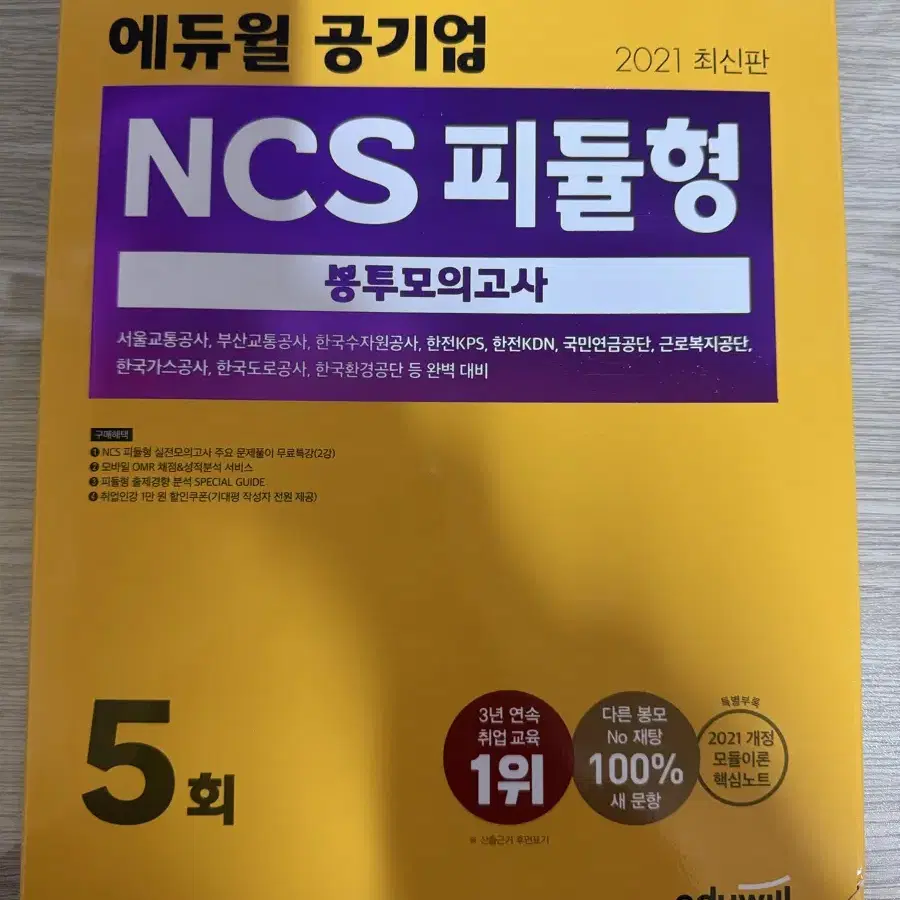 에듀윌 공기업
2021 최신판
NCS 피듈형
봉투모의고사
서울교통공사, 부산교통공사, 한국수자원공사, 한전KPS, 한전KDN, 국민연금공단, 근로복지공단,
한국가스공사, 한국도로공사, 한국환경공단 등 완벽 대비
구매혜택
❶ NCS 피듈형 실전모의고사 주요 문제풀이 무료특강(2강)
❷ 모바일 OMR 채점&성적분석 서비스
❸ 피듈형 출제경향 분석 SPECIAL GUIDE
❹ 취업인강 1만 원 할인쿠폰(기대평 작성자 전원 제공)
5회
3년 연속
취업 교육
1위
※ 산출근거 후면표기
다른 봉모
No 재탕
100%
새 문항
특별부록
2021 개정
모듈이론
핵심노트
eduwill